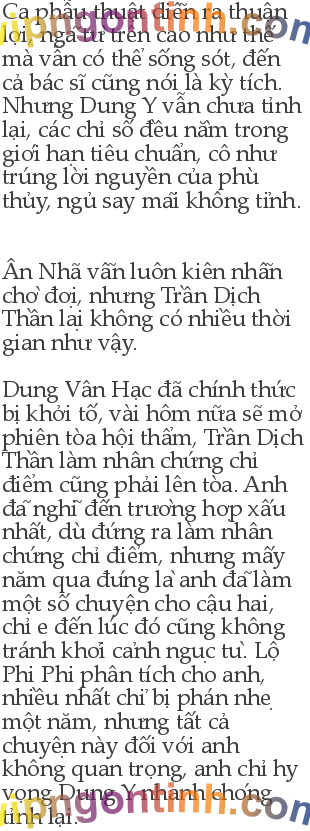 Ca phẫu thuật diễn ra thuận
lợi, ngã từ trên cao như thế
mà vẫn có thể sống sót, đến
cả bác sĩ cũng nói là kỳ tích.
Nhưng Dung Y vẫn chưa tỉnh
lại, các chỉ số đều nằm trong
giới hạn tiêu chuẩn, cô như
trúng lời nguyền của phù
thủy, ngủ say mãi không tỉnh.
Ân Nhã vẫn luôn kiên nhẫn
chờ đợi, nhưng Trần Dịch
Thần lại không có nhiều thời
gian như vậy.
Dung Vân Hạc đã chính thức
bị khởi tố, vài hôm nữa sẽ mở
phiên tòa hội thẩm, Trần Dịch
Thần làm nhân chứng chỉ
điểm cũng phải lên tòa. Anh
đã nghĩ đến trường hợp xấu
nhất, dù đứng ra làm nhân
chứng chỉ điểm, nhưng mấy
năm qua đúng là anh đã làm
một số chuyện cho cậu hai,
chỉ e đến lúc đó cũng không
tránh khỏi cảnh ngục tù. Lộ
Phi Phi phân tích cho anh,
nhiều nhất chỉ bị phán nhẹ
một năm, nhưng tất cả
chuyện này đối với anh
không quan trọng, anh chỉ hy
vọng Dung Y nhanh chóng
tỉnh lại.
vipngontinh.com